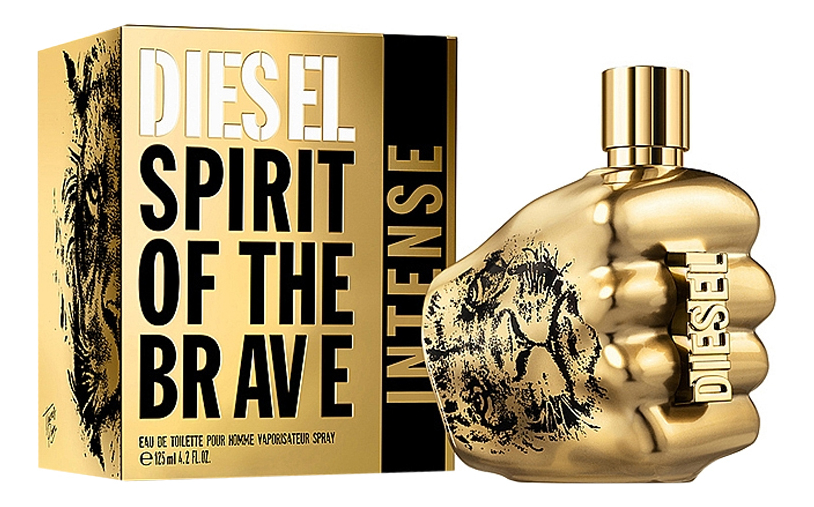 DIESEL
SPIRIT
OF THE
BRAVE
EAU DE TOILETTE POUR HOMME VAPORISATEUR SPRAY
℮ 125 ml 4.2 FL.OZ.
INTENSE
DIESEL